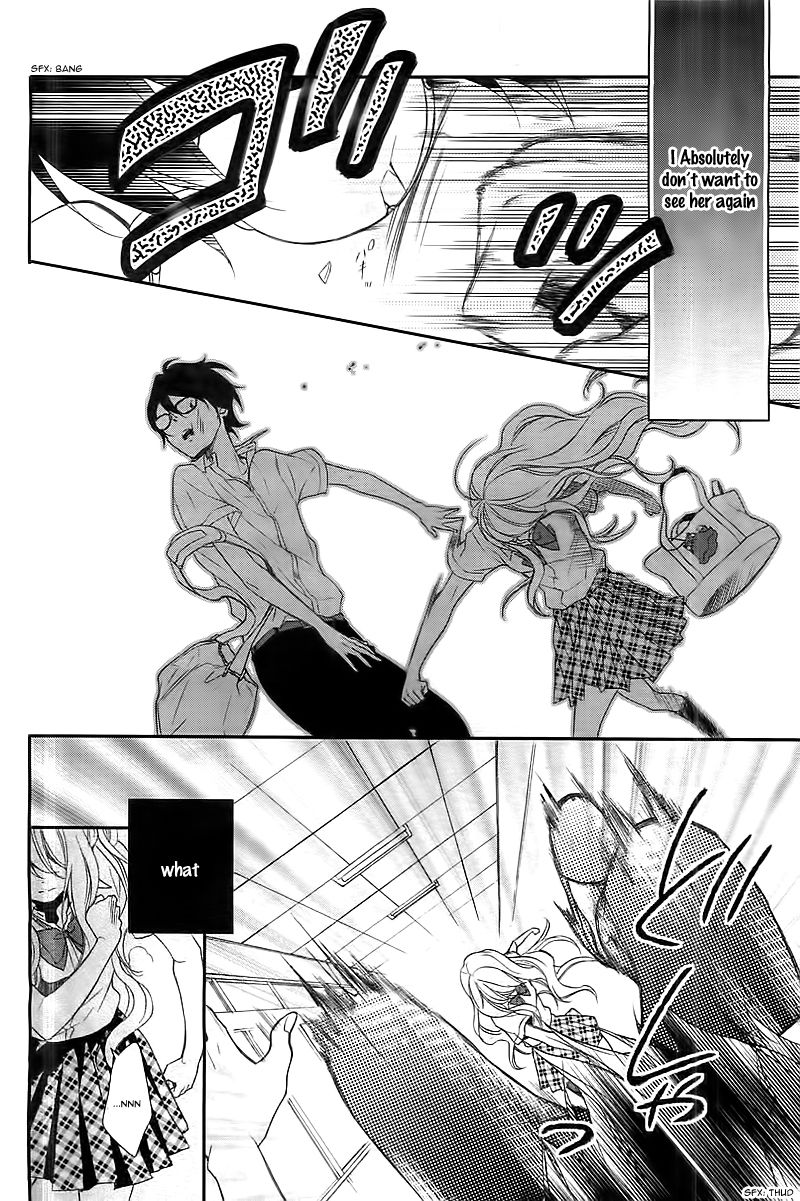 SFX: BANG
ゴッ
I Absolutely
don't want to
see her again
what
...NNN
ドシャ
SFX: THUD